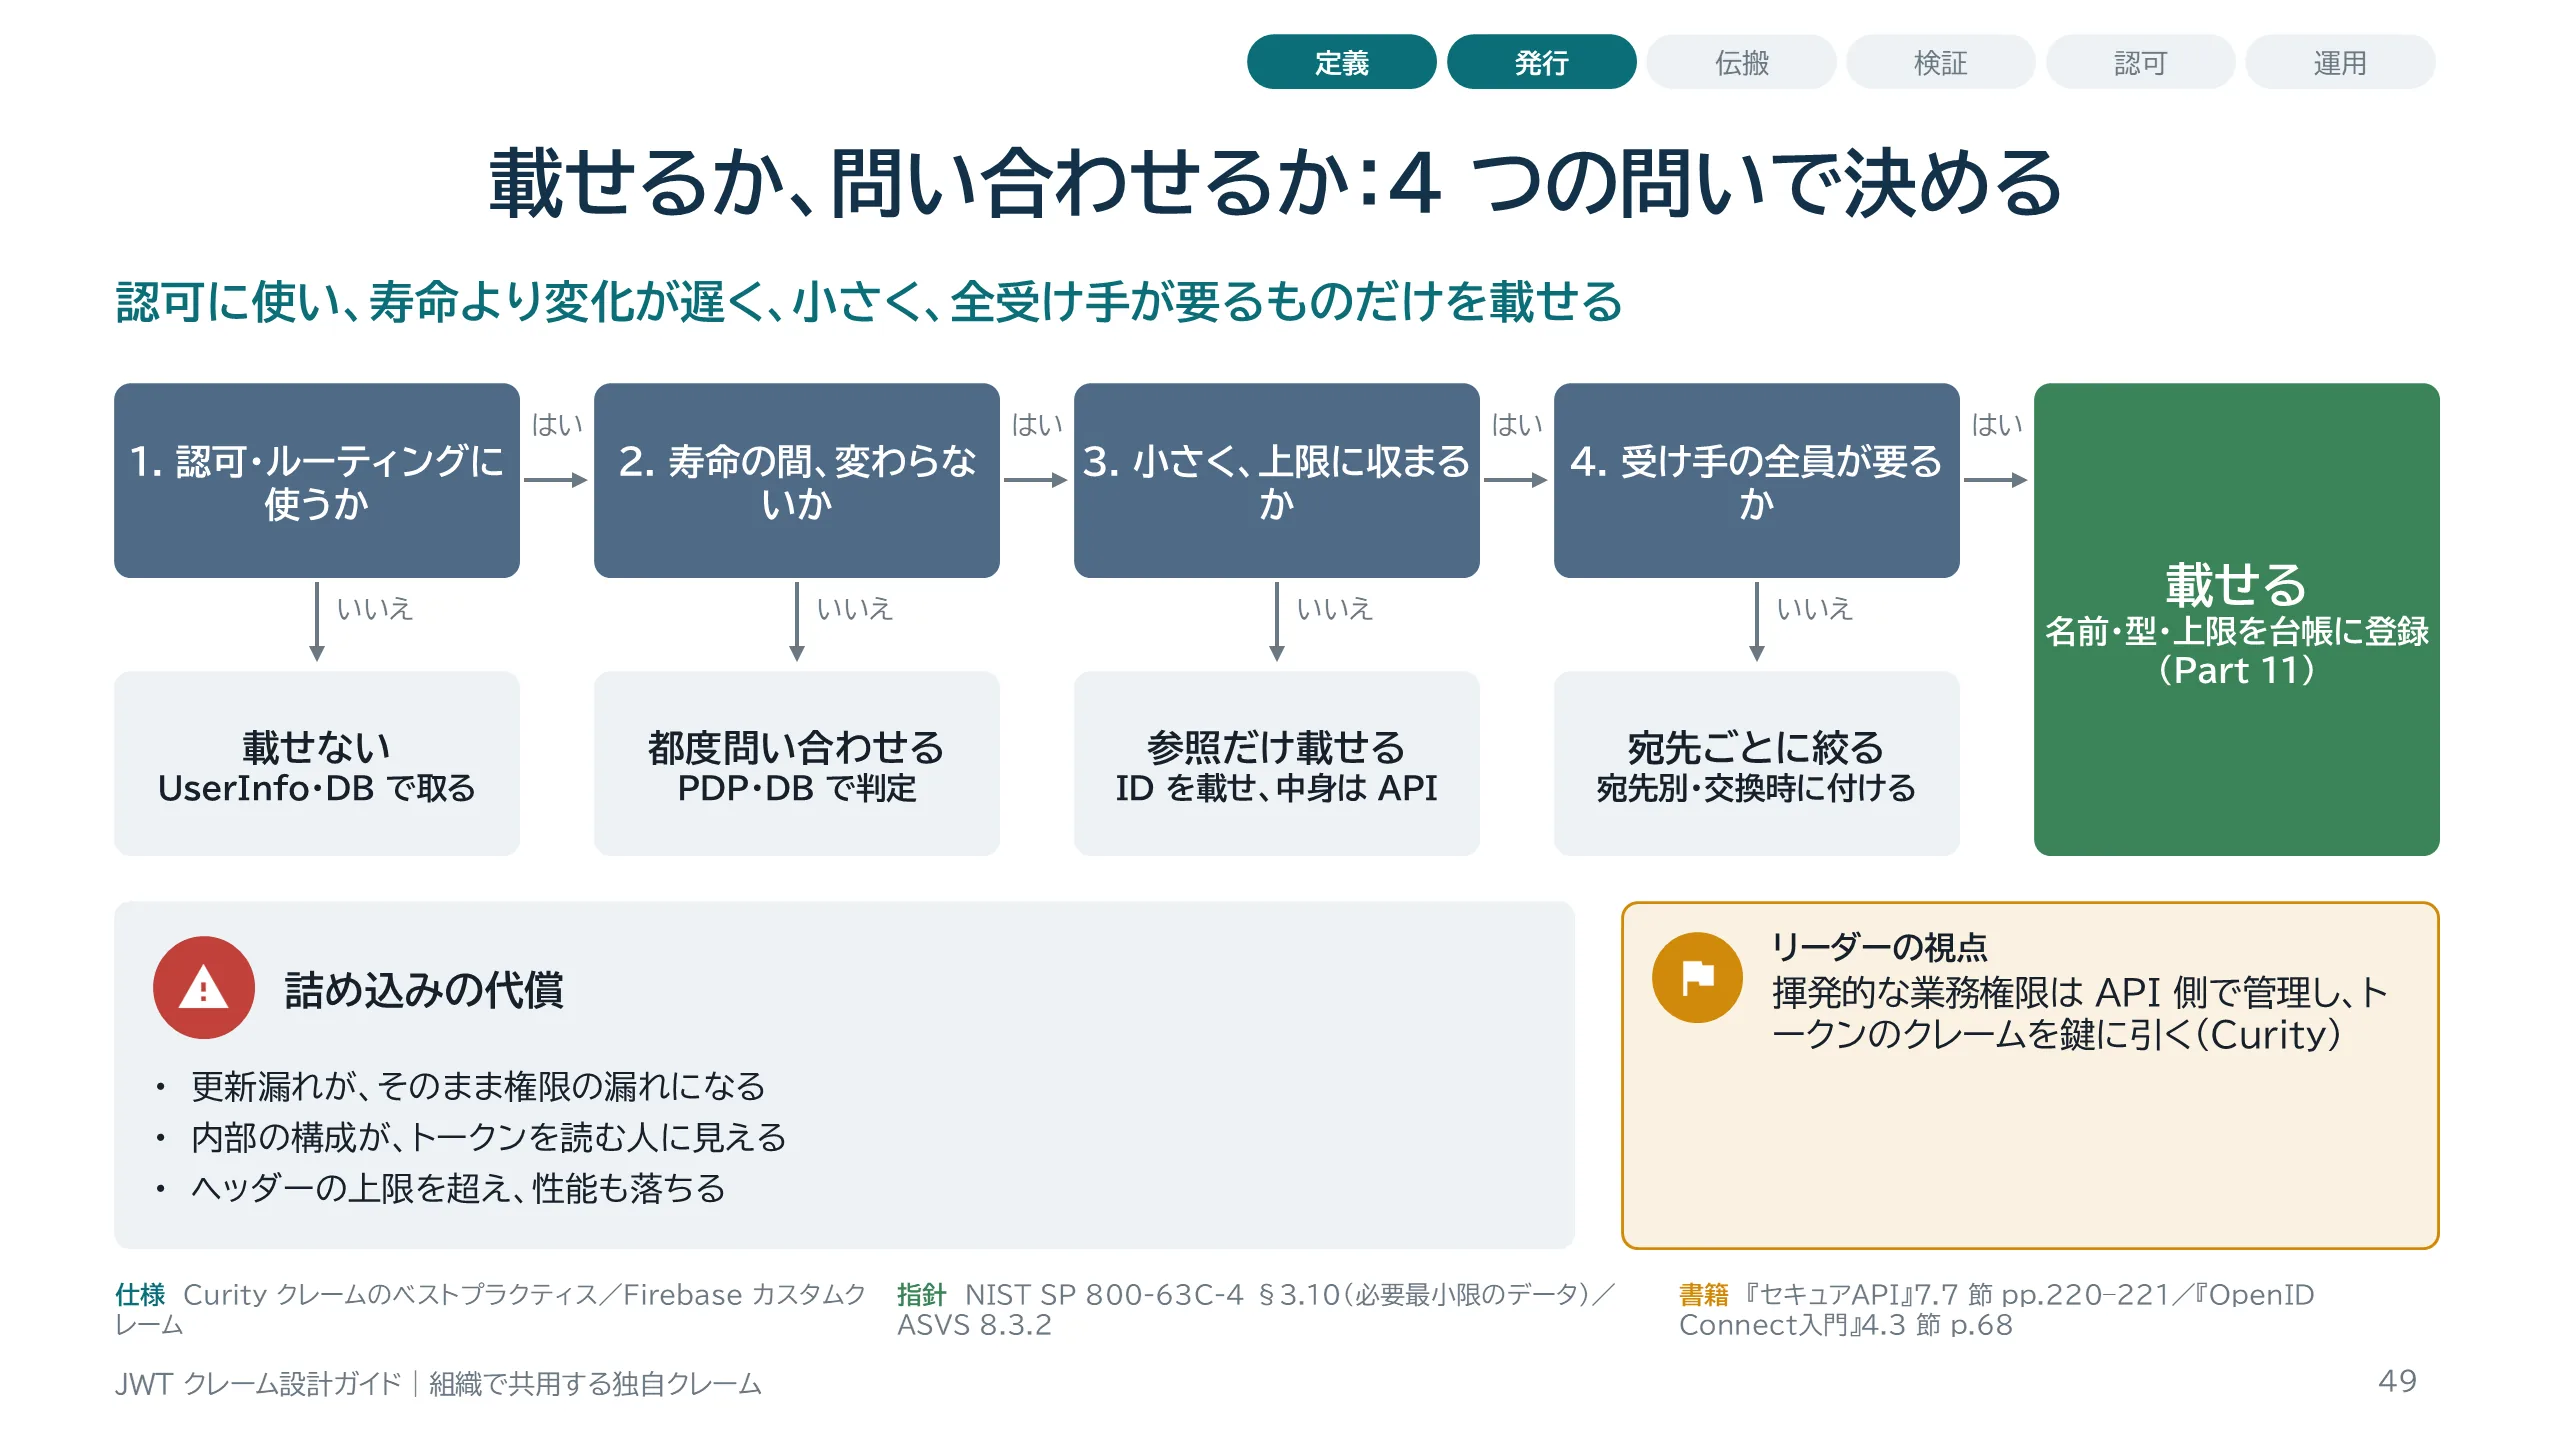 定義
発行
伝搬
検証
認可
運用
載せるか、問い合わせるか：4 つの問いで決める
認可に使い、寿命より変化が遅く、小さく、全受け手が要るものだけを載せる
1. 認可・ルーティングに
使うか
はい
2. 寿命の間、変わらな
いか
はい
3. 小さく、上限に収まる
か
はい
4. 受け手の全員が要る
か
はい
いいえ
いいえ
いいえ
いいえ
載せる
名前・型・上限を台帳に登録
（Part 11）
載せない
UserInfo・DB で取る
都度問い合わせる
PDP・DB で判定
参照だけ載せる
ID を載せ、中身は API
宛先ごとに絞る
宛先別・交換時に付ける
詰め込みの代償
• 更新漏れが、そのまま権限の漏れになる
• 内部の構成が、トークンを読む人に見える
• ヘッダーの上限を超え、性能も落ちる
リーダーの視点
揮発的な業務権限は API 側で管理し、ト
ークンのクレームを鍵に引く（Curity）
仕様 Curity クレームのベストプラクティス／Firebase カスタムク
レーム
指針 NIST SP 800-63C-4 §3.10（必要最小限のデータ）／
ASVS 8.3.2
書籍 『セキュアAPI』7.7 節 pp.220–221／『OpenID
Connect入門』4.3 節 p.68
JWT クレーム設計ガイド｜組織で共用する独自クレーム
49